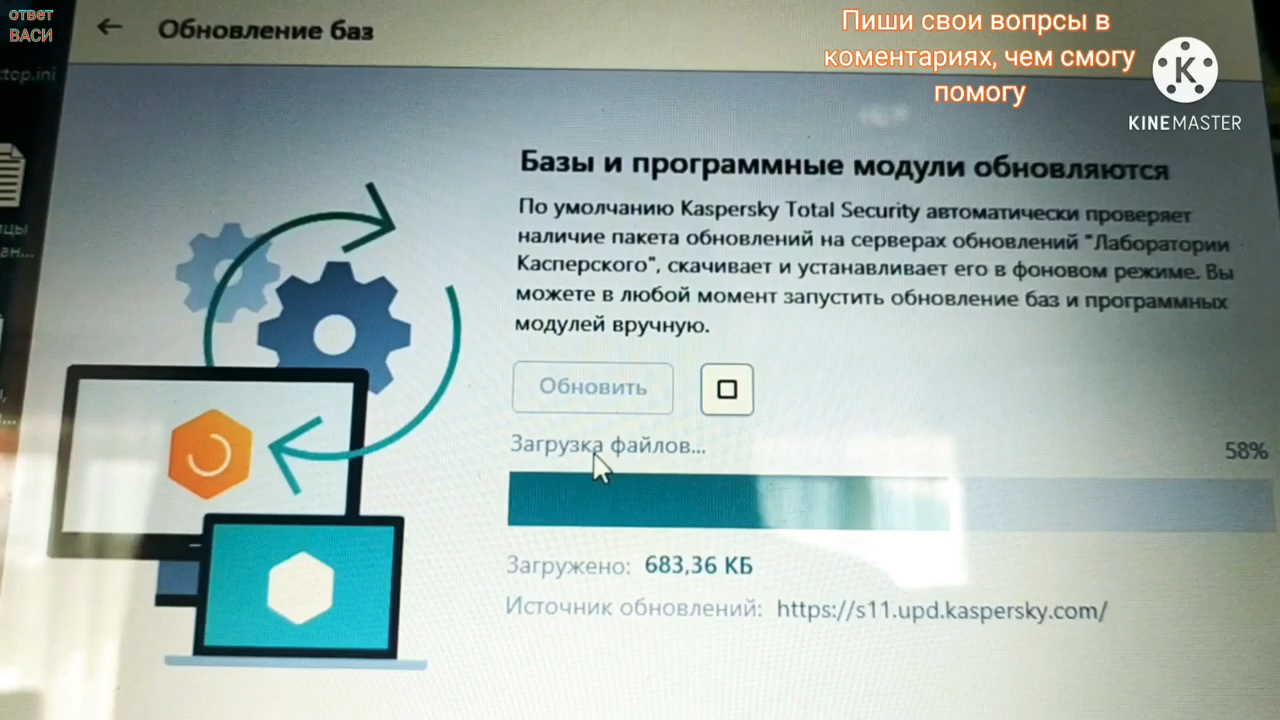 ответ
ВАСИ
Обновление баз
Пиши свои вопрсы в
коментариях, чем смогу
помогу
K
KINEMASTER
top.ini
Базы и программные модули обновляются
По умолчанию Kaspersky Total Security автоматически проверяет
наличие пакета обновлений на серверах обновлений "Лаборатории
Касперского", скачивает и устанавливает его в фоновом режиме. Вы
можете в любой момент запустить обновление баз и программных
модулей вручную.
Обновить
Загрузка файлов...
58%
Загружено: 683,36 КБ
Источник обновлений: https://s11.upd.kaspersky.com/